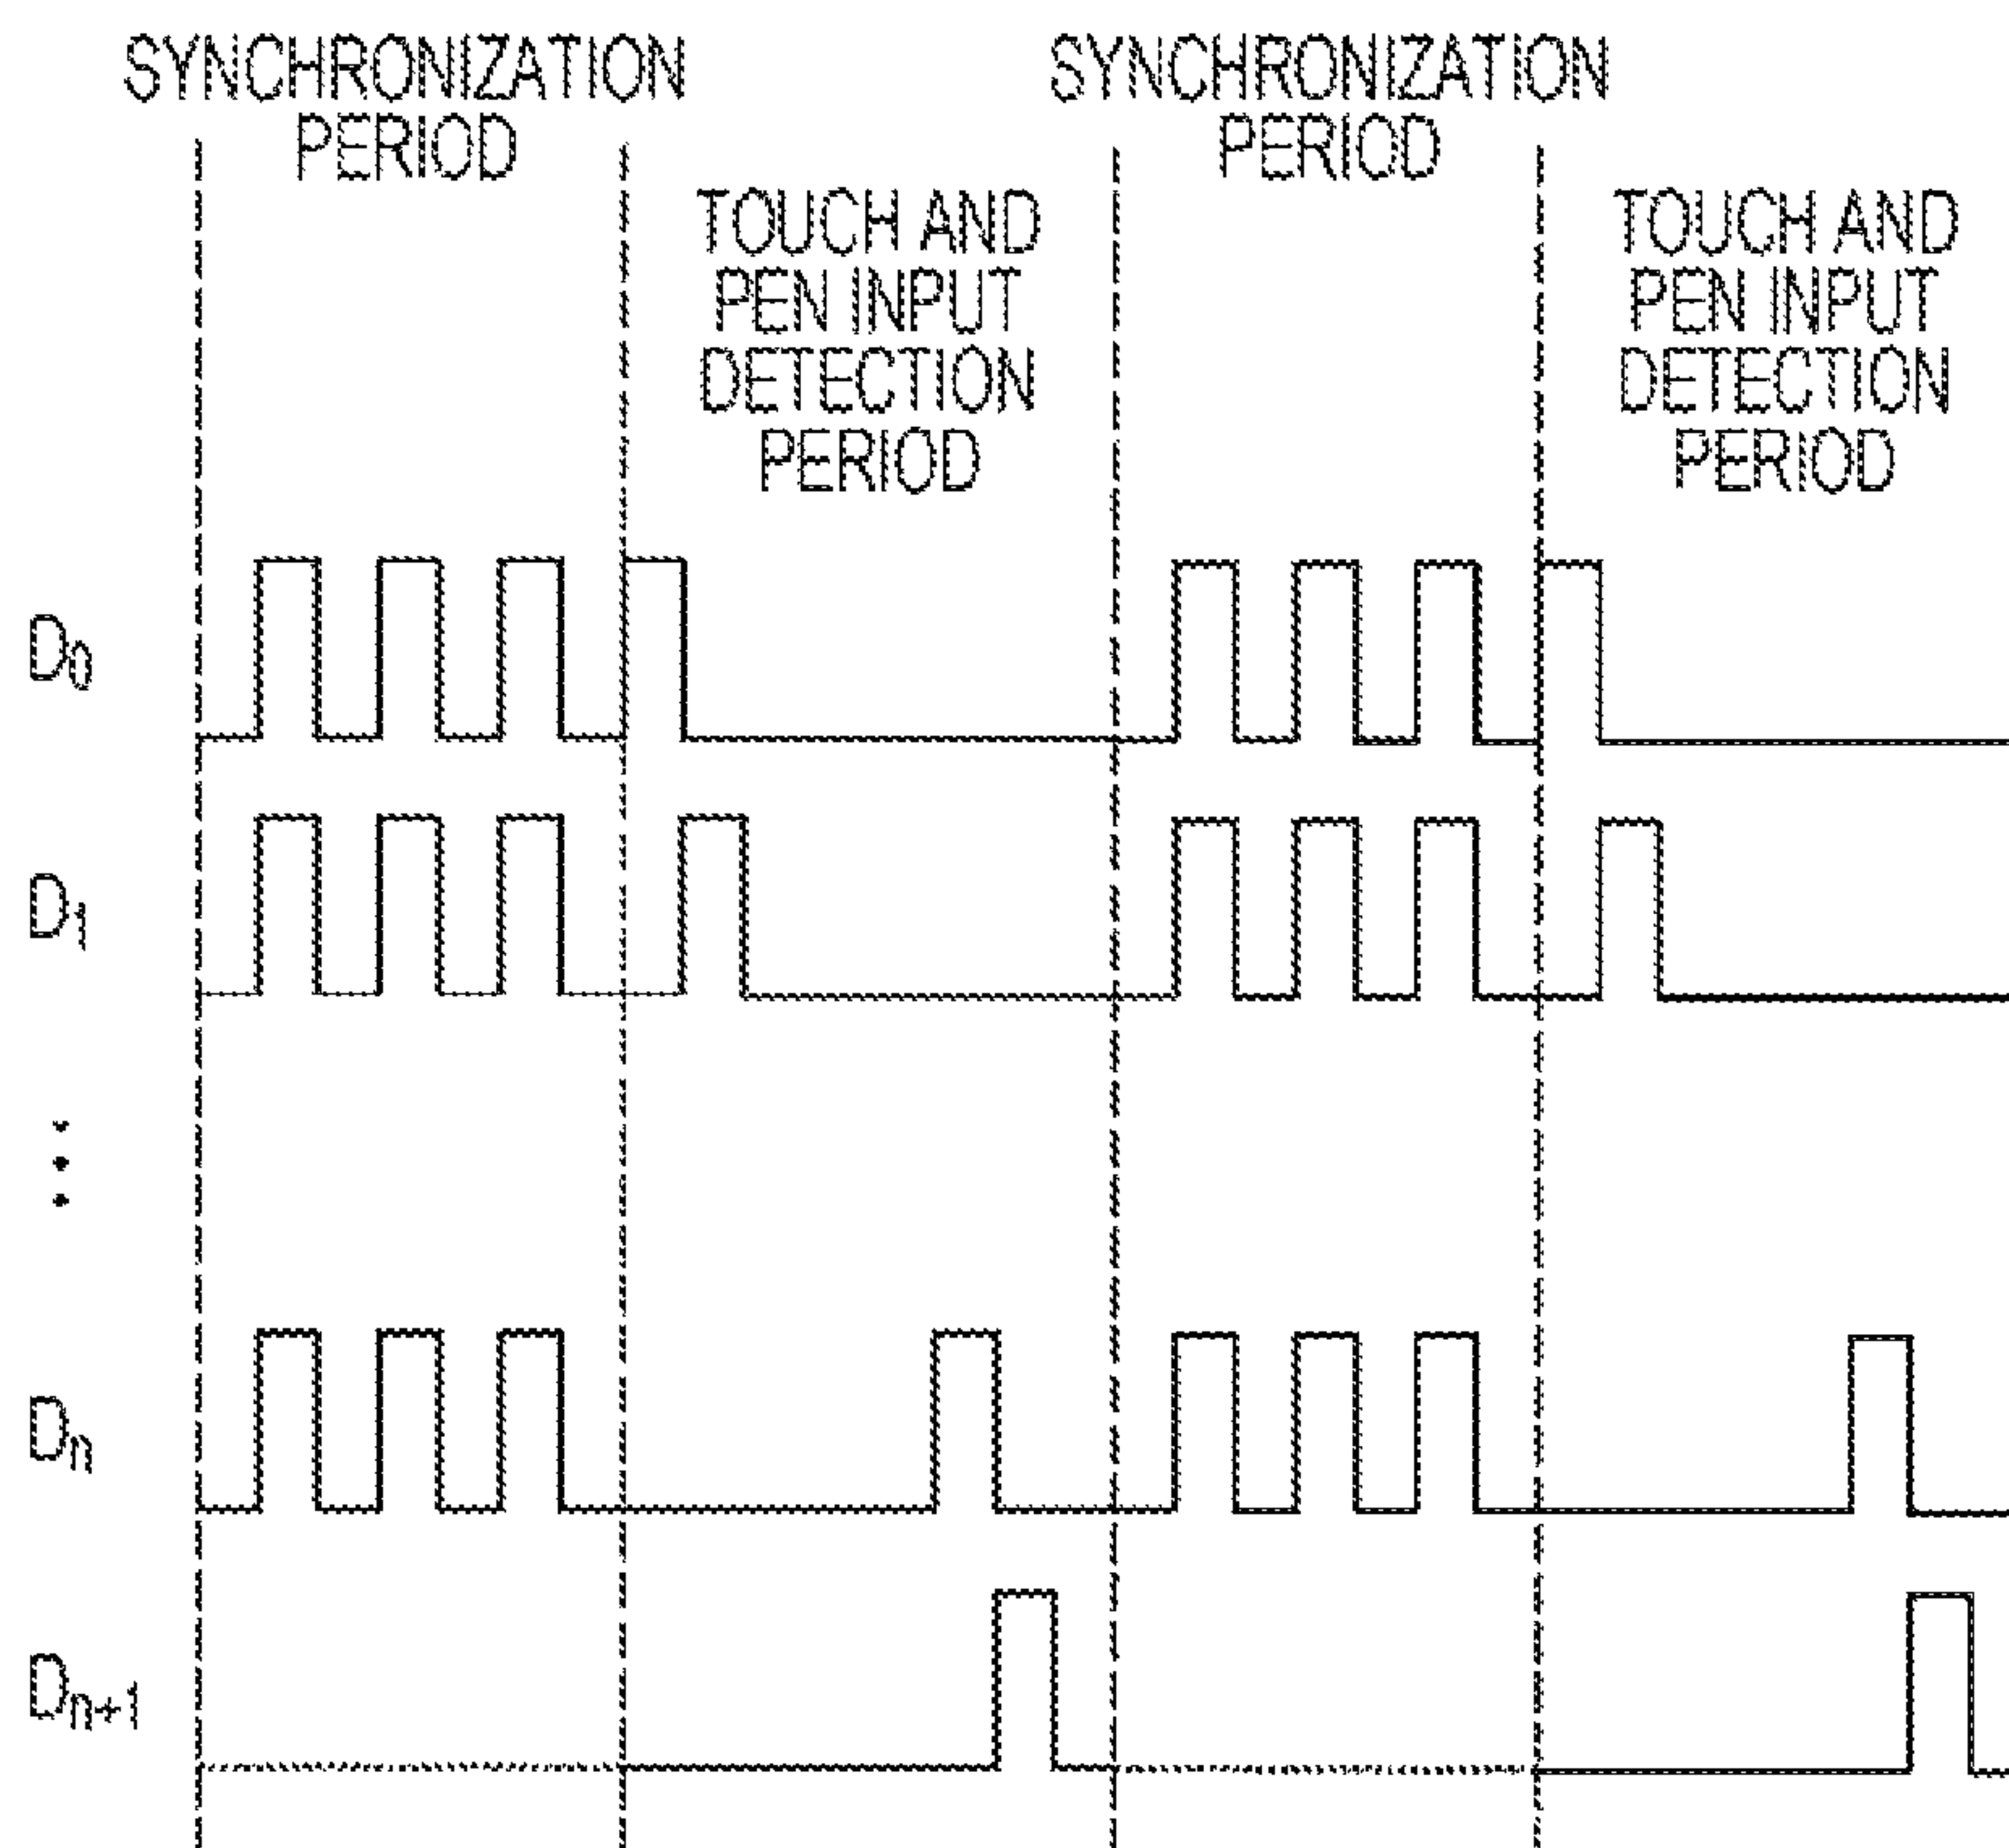 SYNCHRONIZATION
PERIOD
TOUCH AND
PEN INPUT
DETECTION
PERIOD
SYNCHRONIZATION
PERIOD
TOUCH AND
PEN INPUT
DETECTION
PERIOD
D0
D1
Dn
Dn+1